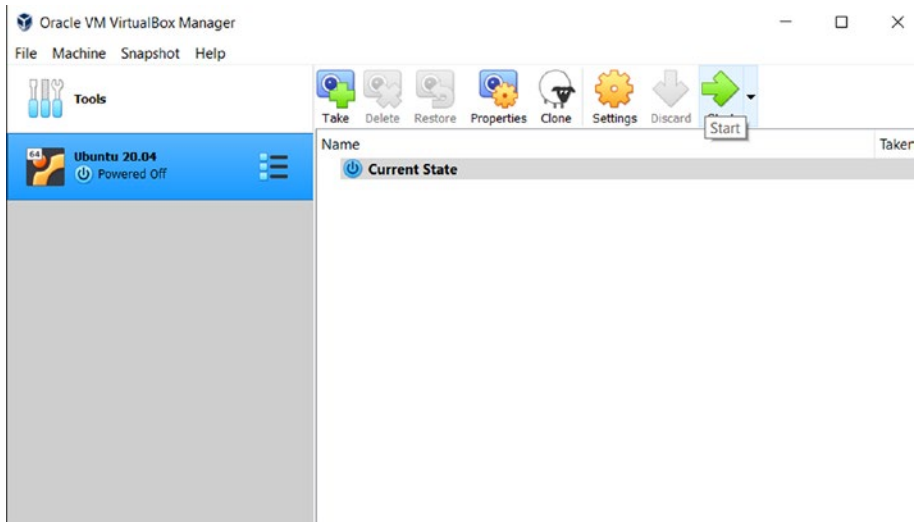 Oracle VM VirtualBox Manager
File Machine Snapshot Help
Tools
Take Delete Restore Properties Clone Settings Discard
Start
Name Taken
64
Ubuntu 20.04
Powered Off
Current State